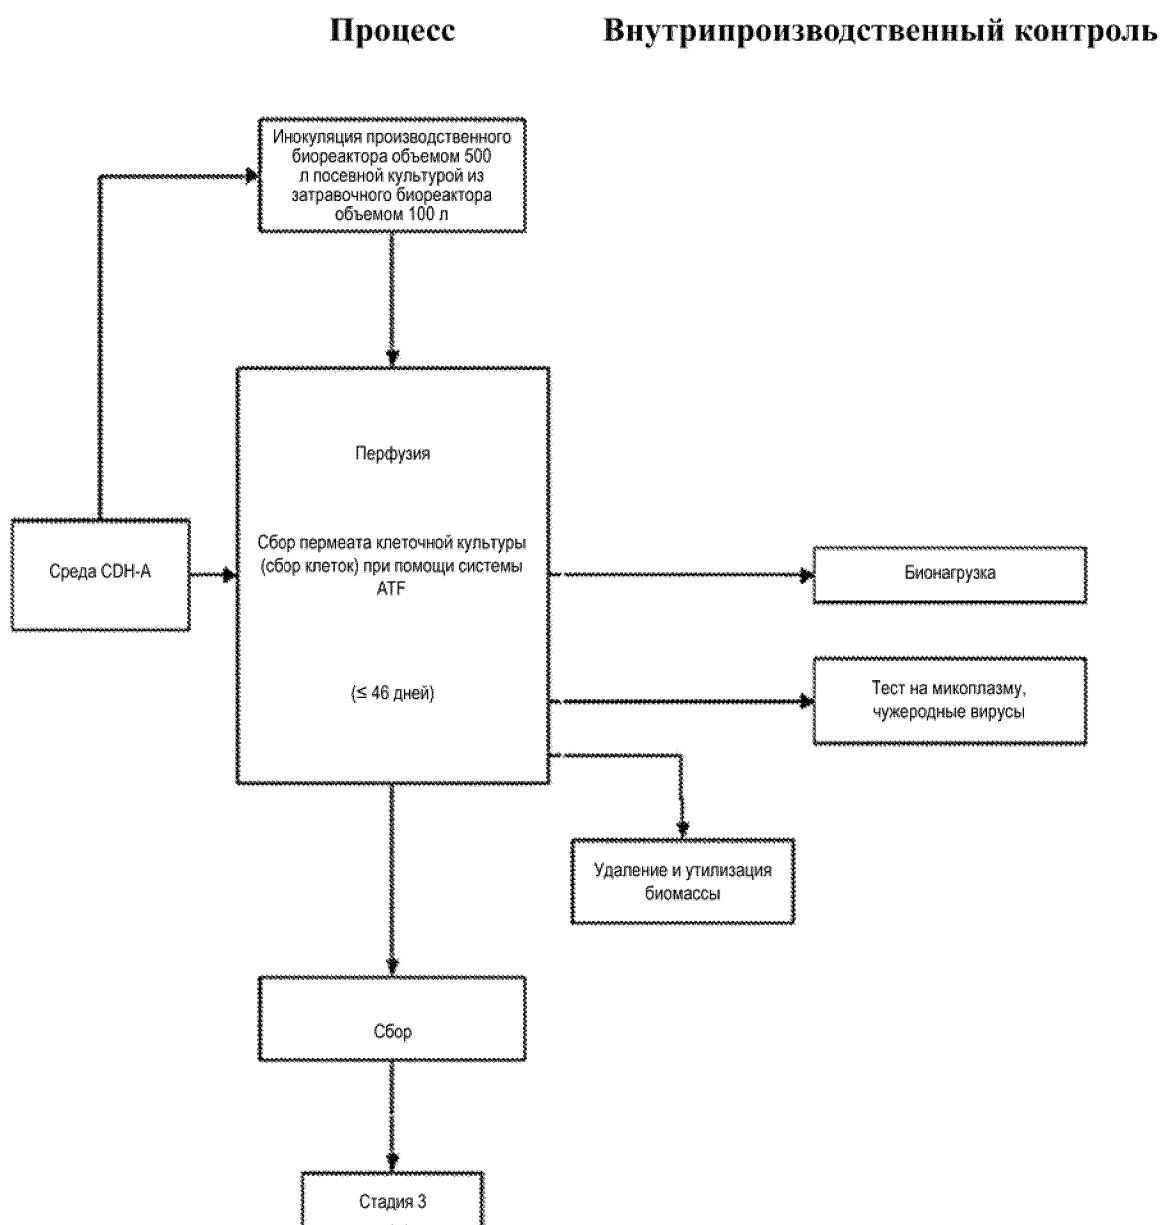 Процесс
Внутрипроизводственный контроль
Инокуляция производственного
биореактора объемом 500
л посевной культурой из
затравочного биореактора
объемом 100 л
Перфузия
Сбор пермеата клеточной культуры
(сбор клеток) при помощи системы
ATF
(≤ 46 дней)
Среда CDH-A
Бионагрузка
Тест на микоплазму,
чужеродные вирусы
Удаление и утилизация
биомассы
Сбор
Стадия 3